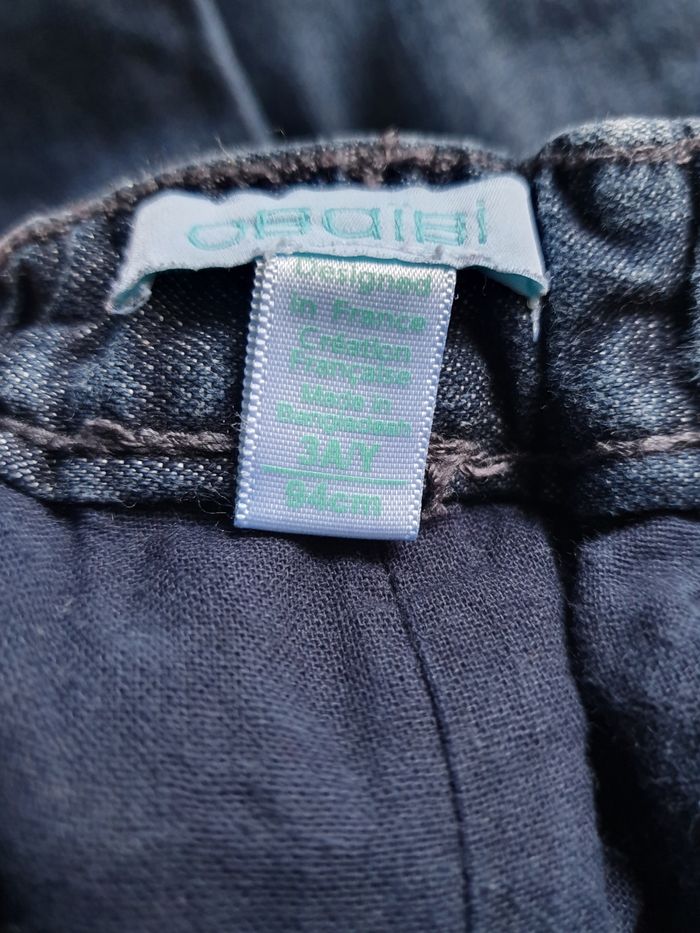 obaibi
Designed
in France
Création
Française
Made in
Bangladesh
3A/Y
94cm